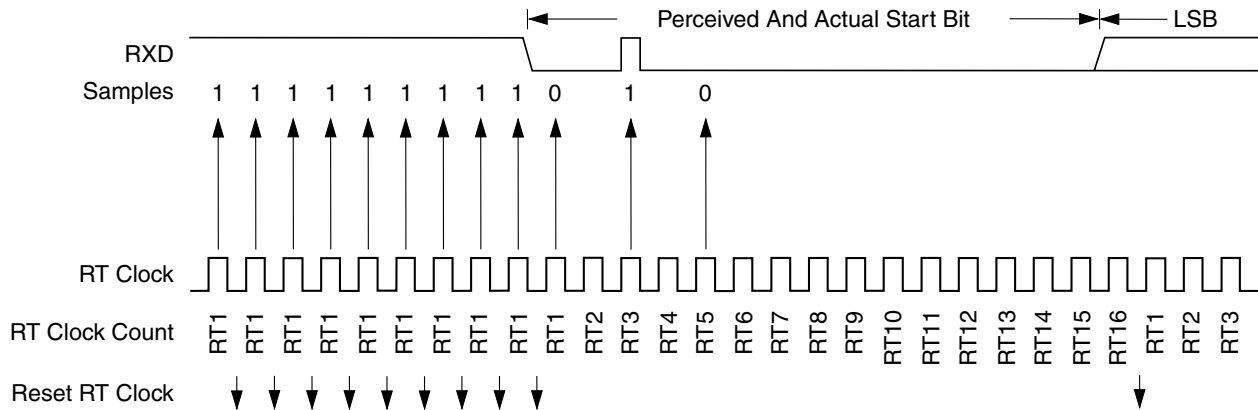 Perceived And Actual Start Bit LSB
RXD
Samples 1 1 1 1 1 1 1 1 1 0 1 0
RT Clock
RT Clock Count RT1 RT1 RT1 RT1 RT1 RT1 RT1 RT1 RT1 RT1 RT2 RT3 RT4 RT5 RT6 RT7 RT8 RT9 RT10 RT11 RT12 RT13 RT14 RT15 RT16 RT1 RT2 RT3
Reset RT Clock